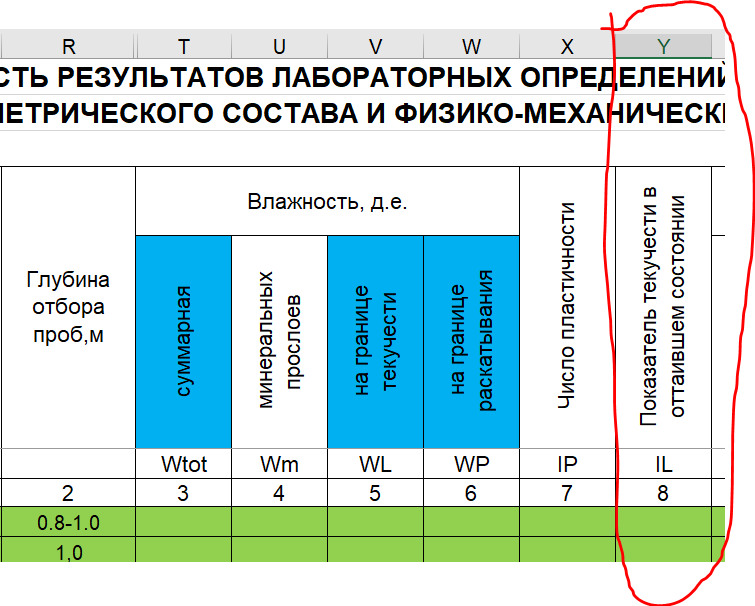 R T U V W X Y
СТЬ РЕЗУЛЬТАТОВ ЛАБОРАТОРНЫХ ОПРЕДЕЛЕНИЙ
ЕТРИЧЕСКОГО СОСТАВА И ФИЗИКО-МЕХАНИЧЕСК
Глубина
отбора
проб,м
Влажность, д.е.
суммарная
минеральных
прослоев
на границе
текучести
на границе
раскатывания
Число пластичности
Показатель текучести в
оттаившем состоянии
Wtot Wm WL WP IP IL
2 3 4 5 6 7 8
0.8-1.0
1,0